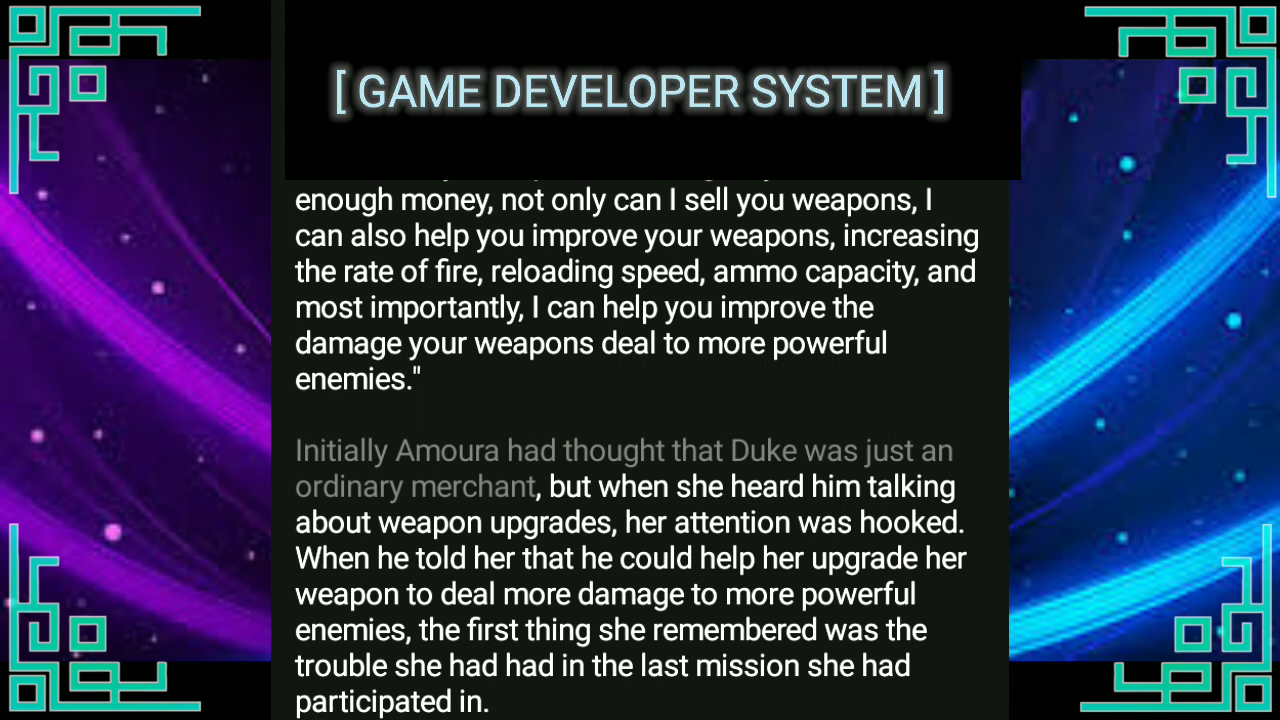 [ GAME DEVELOPER SYSTEM ]
enough money, not only can I sell you weapons, I
can also help you improve your weapons, increasing
the rate of fire, reloading speed, ammo capacity, and
most importantly, I can help you improve the
damage your weapons deal to more powerful
enemies."
Initially Amoura had thought that Duke was just an
ordinary merchant, but when she heard him talking
about weapon upgrades, her attention was hooked.
When he told her that he could help her upgrade her
weapon to deal more damage to more powerful
enemies, the first thing she remembered was the
trouble she had had in the last mission she had
participated in.